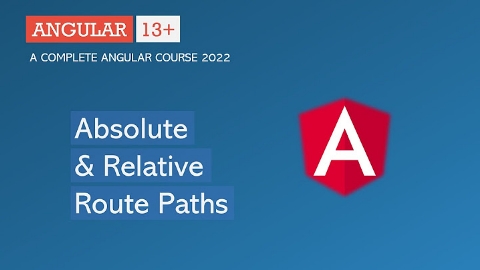 ANGULAR 13+
A COMPLETE ANGULAR COURSE 2022
Absolute
& Relative
Route Paths
A